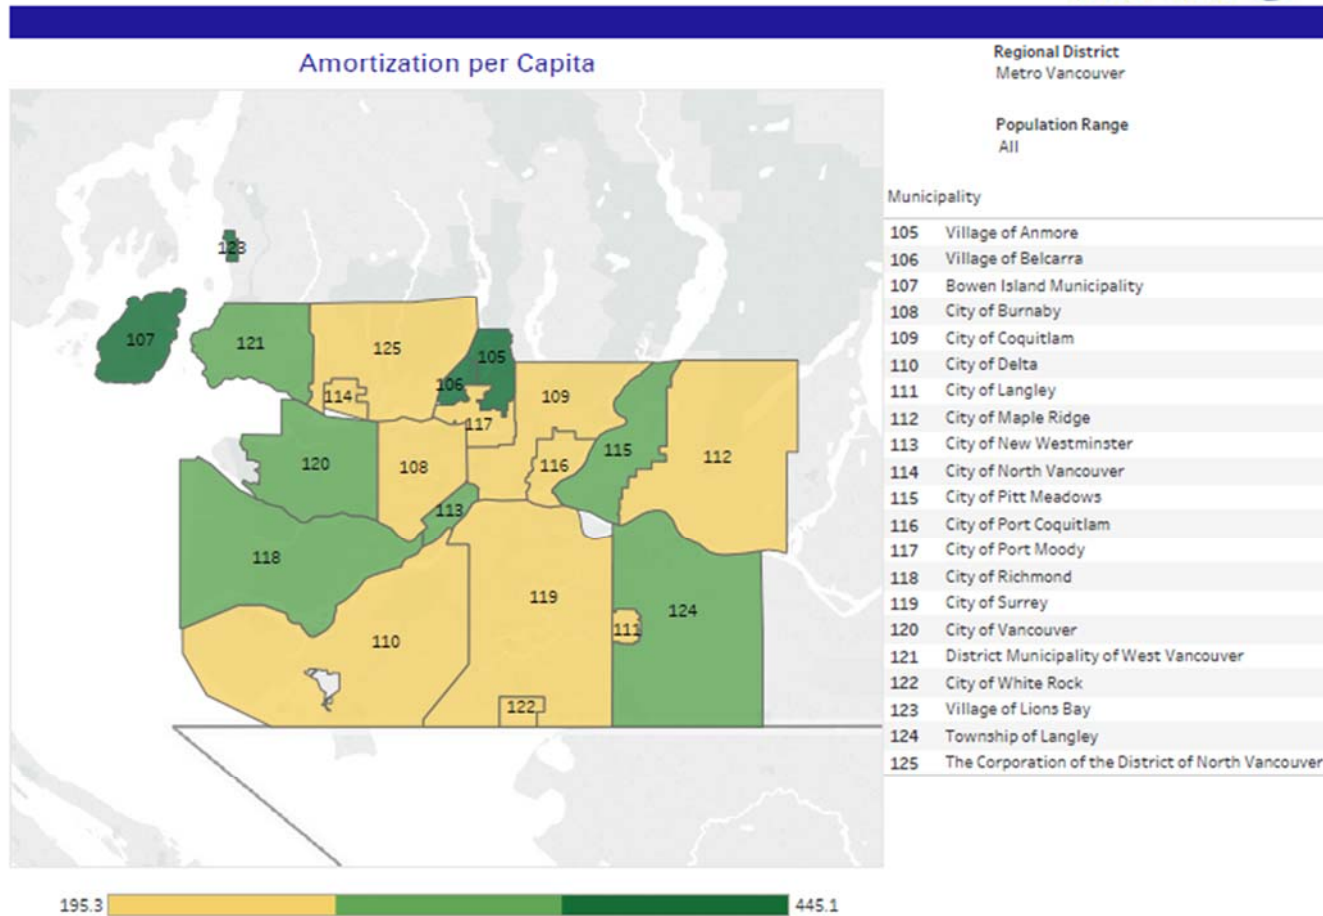 Amortization per Capita
Regional District
Metro Vancouver
Population Range
All
Municipality
105 Village of Anmore
106 Village of Belcarra
107 Bowen Island Municipality
108 City of Burnaby
109 City of Coquitlam
110 City of Delta
111 City of Langley
112 City of Maple Ridge
113 City of New Westminster
114 City of North Vancouver
115 City of Pitt Meadows
116 City of Port Coquitlam
117 City of Port Moody
118 City of Richmond
119 City of Surrey
120 City of Vancouver
121 District Municipality of West Vancouver
122 City of White Rock
123 Village of Lions Bay
124 Township of Langley
125 The Corporation of the District of North Vancouver
123
107
121
125
105
106
114
109
117
120
108
116
115
112
113
118
119
124
111
110
122
195.3
445.1